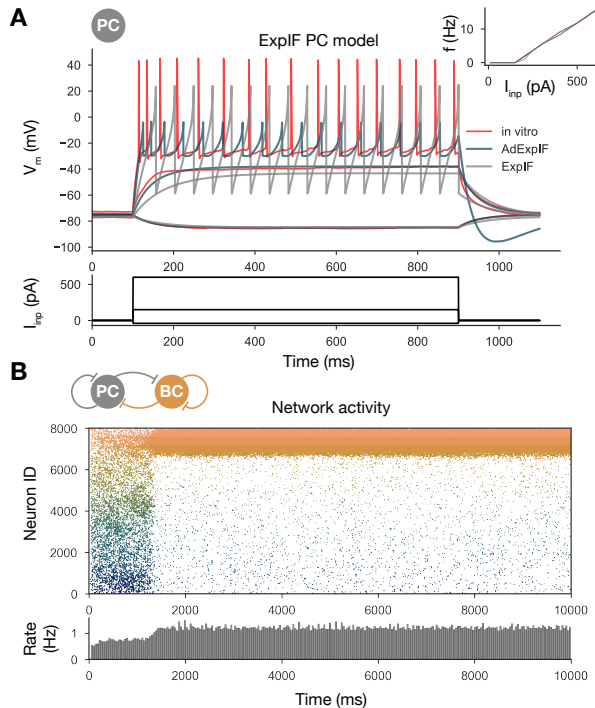 A
PC
ExpIF PC model
f (Hz)
10
0
0
500
I_inp (pA)
V_m (mV)
40
20
0
−20
−40
−60
−80
−100
in vitro
AdExpIF
ExpIF
0
200
400
600
800
1000
I_inp (pA)
500
0
0
200
400
600
800
1000
Time (ms)
B
PC
BC
Network activity
Neuron ID
8000
6000
4000
2000
0
0
2000
4000
6000
8000
10000
Rate
(Hz)
1
0
0
2000
4000
6000
8000
10000
Time (ms)